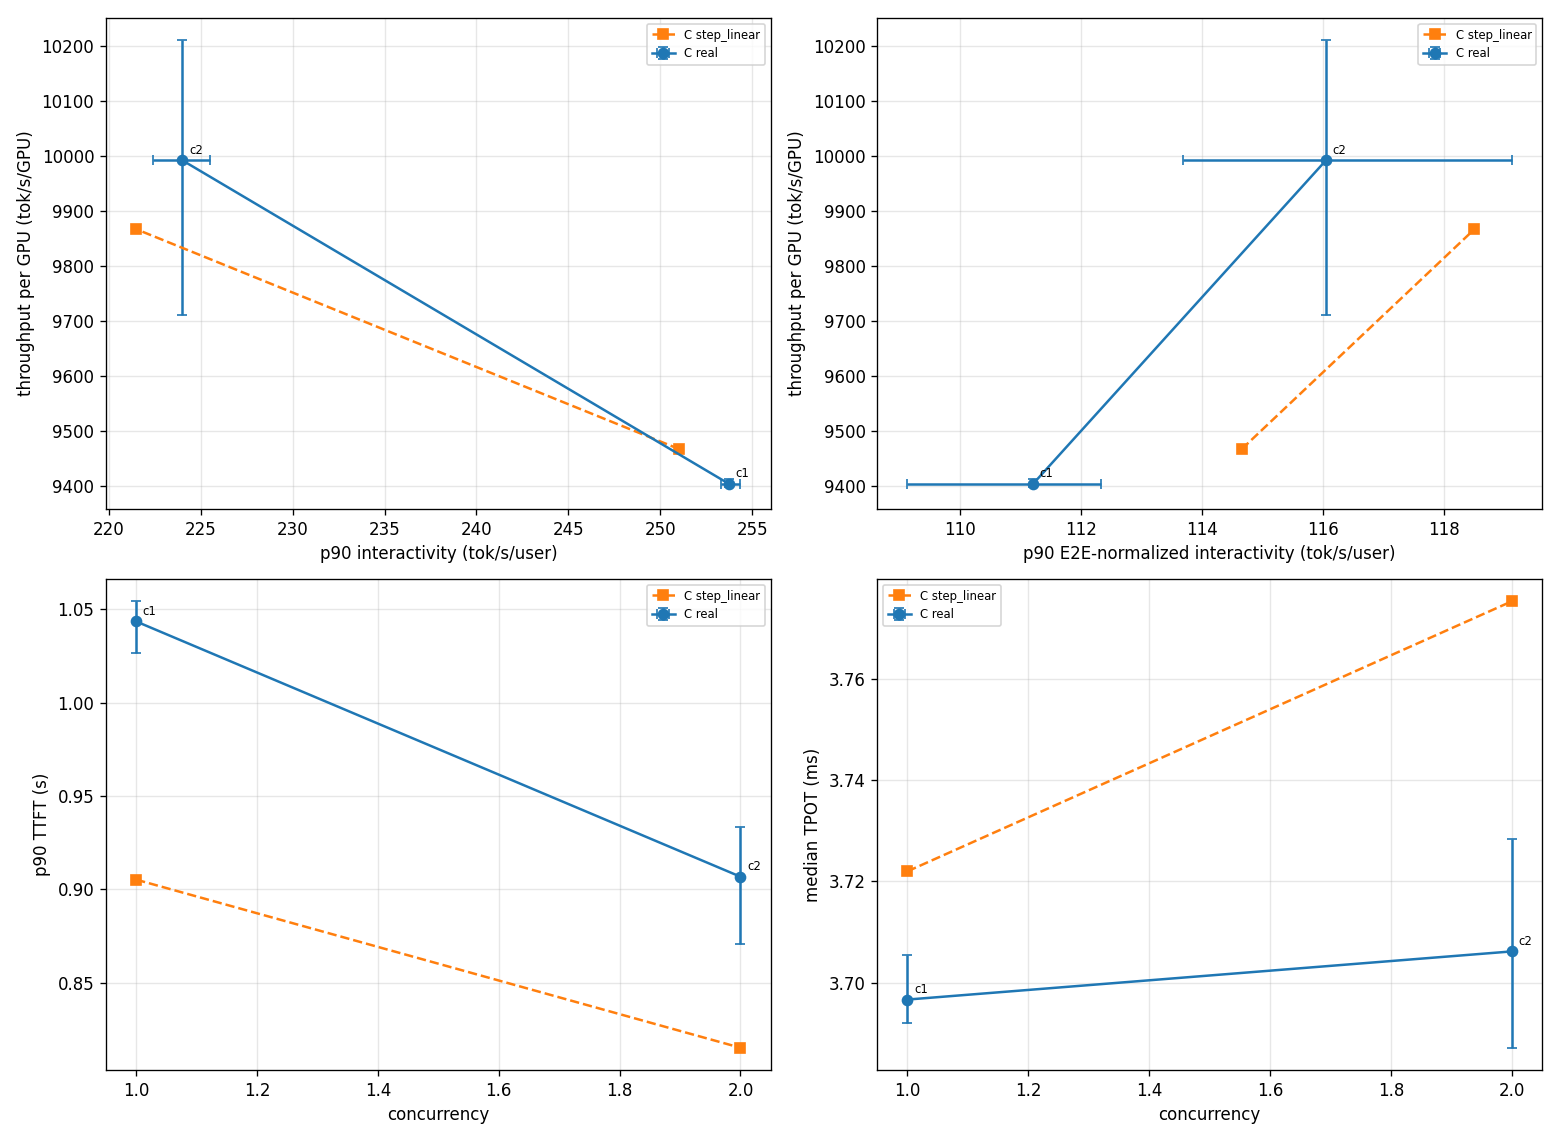 throughput per GPU (tok/s/GPU)
10200
10100
10000
9900
9800
9700
9600
9500
9400
C step_linear
C real
c2
c1
220 225 230 235 240 245 250 255
p90 interactivity (tok/s/user)
throughput per GPU (tok/s/GPU)
10200
10100
10000
9900
9800
9700
9600
9500
9400
C step_linear
C real
c2
c1
110 112 114 116 118
p90 E2E-normalized interactivity (tok/s/user)
p90 TTFT (s)
1.05
1.00
0.95
0.90
0.85
C step_linear
C real
c1
c2
1.0 1.2 1.4 1.6 1.8 2.0
concurrency
median TPOT (ms)
3.76
3.74
3.72
3.70
C step_linear
C real
c1
c2
1.0 1.2 1.4 1.6 1.8 2.0
concurrency